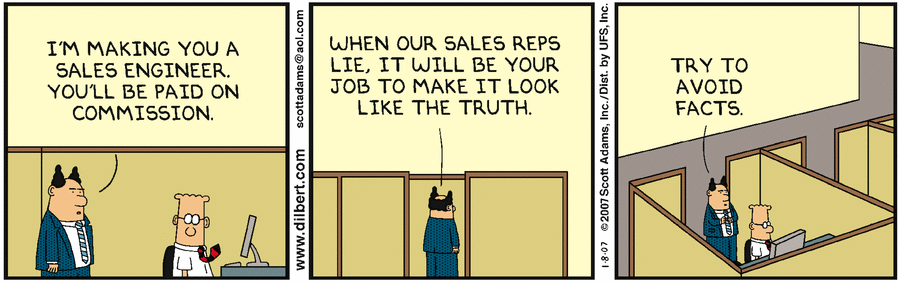 I'M MAKING YOU A
SALES ENGINEER.
YOU'LL BE PAID ON
COMMISSION.
www.dilbert.com scottadams@aol.com
WHEN OUR SALES REPS
LIE, IT WILL BE YOUR
JOB TO MAKE IT LOOK
LIKE THE TRUTH.
1-8-07 ©2007 Scott Adams, Inc./Dist. by UFS, Inc.
TRY TO
AVOID
FACTS.